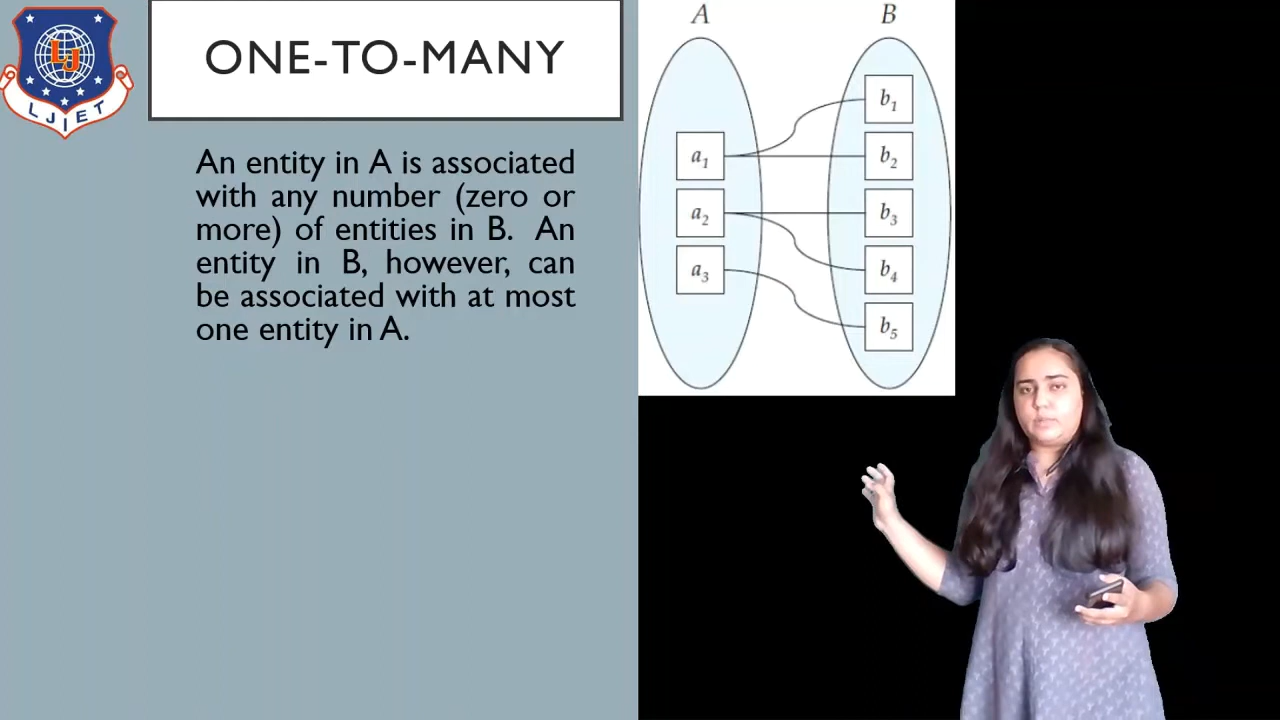 LJ
LJIET
ONE-TO-MANY
An entity in A is associated
with any number (zero or
more) of entities in B. An
entity in B, however, can
be associated with at most
one entity in A.
A B
b1
a1 b2
a2 b3
a3 b4
b5